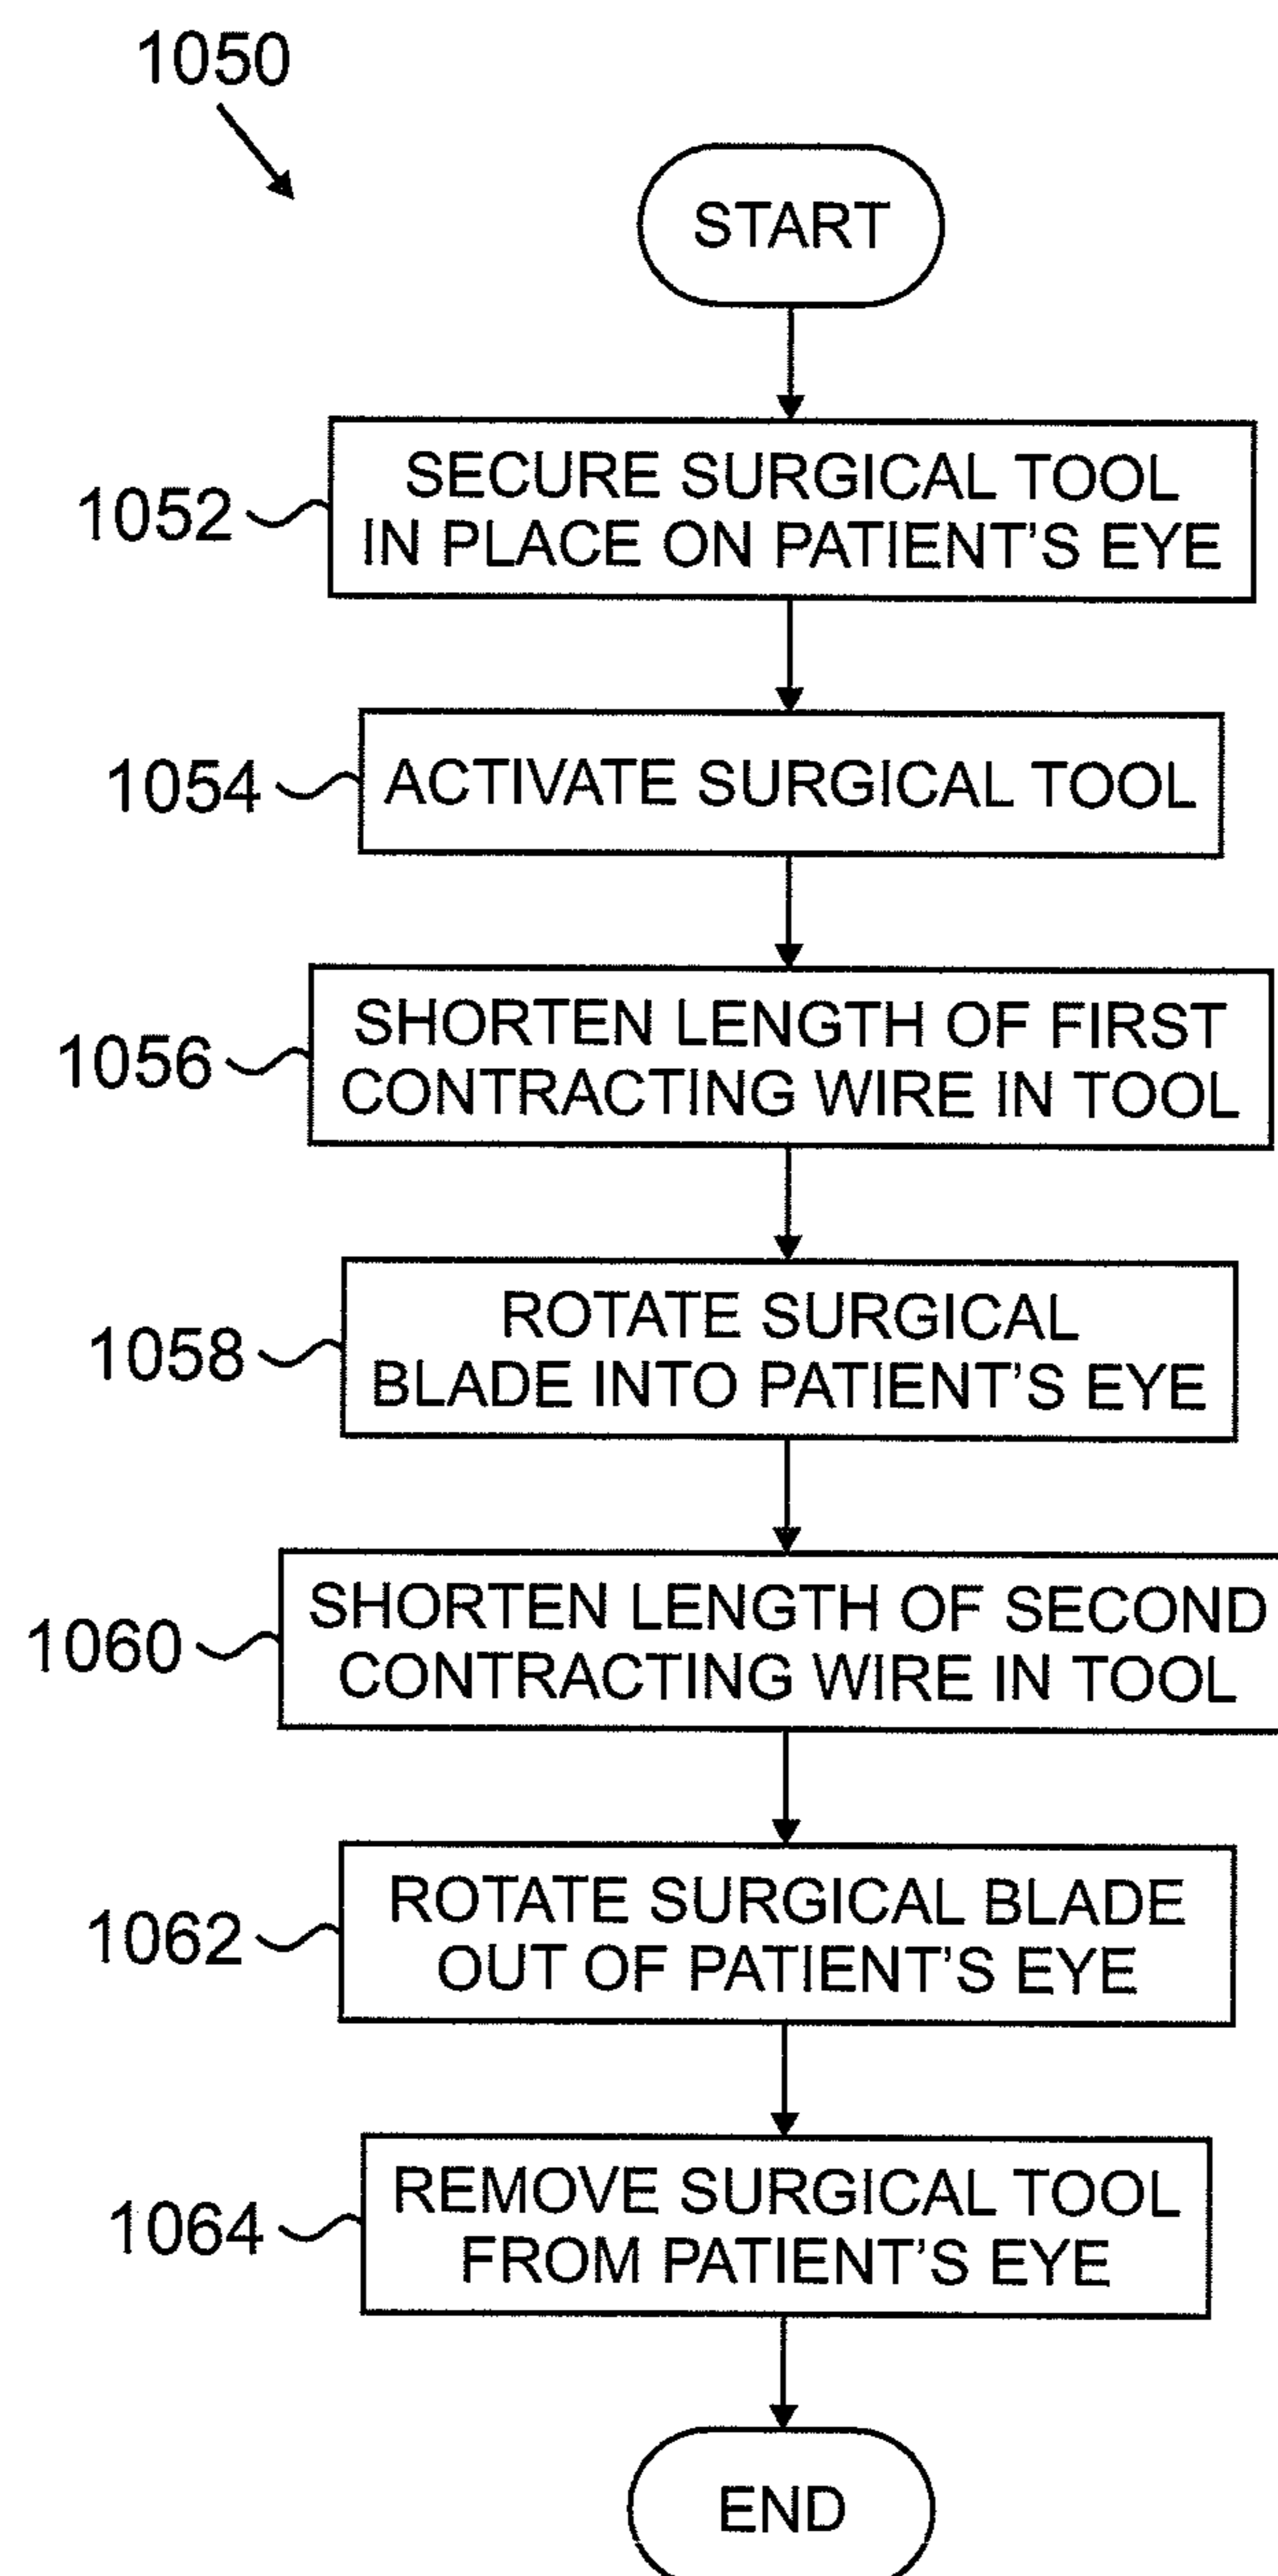 1050
START
1052
SECURE SURGICAL TOOL
IN PLACE ON PATIENT'S EYE
1054
ACTIVATE SURGICAL TOOL
1056
SHORTEN LENGTH OF FIRST
CONTRACTING WIRE IN TOOL
1058
ROTATE SURGICAL
BLADE INTO PATIENT'S EYE
1060
SHORTEN LENGTH OF SECOND
CONTRACTING WIRE IN TOOL
1062
ROTATE SURGICAL BLADE
OUT OF PATIENT'S EYE
1064
REMOVE SURGICAL TOOL
FROM PATIENT'S EYE
END